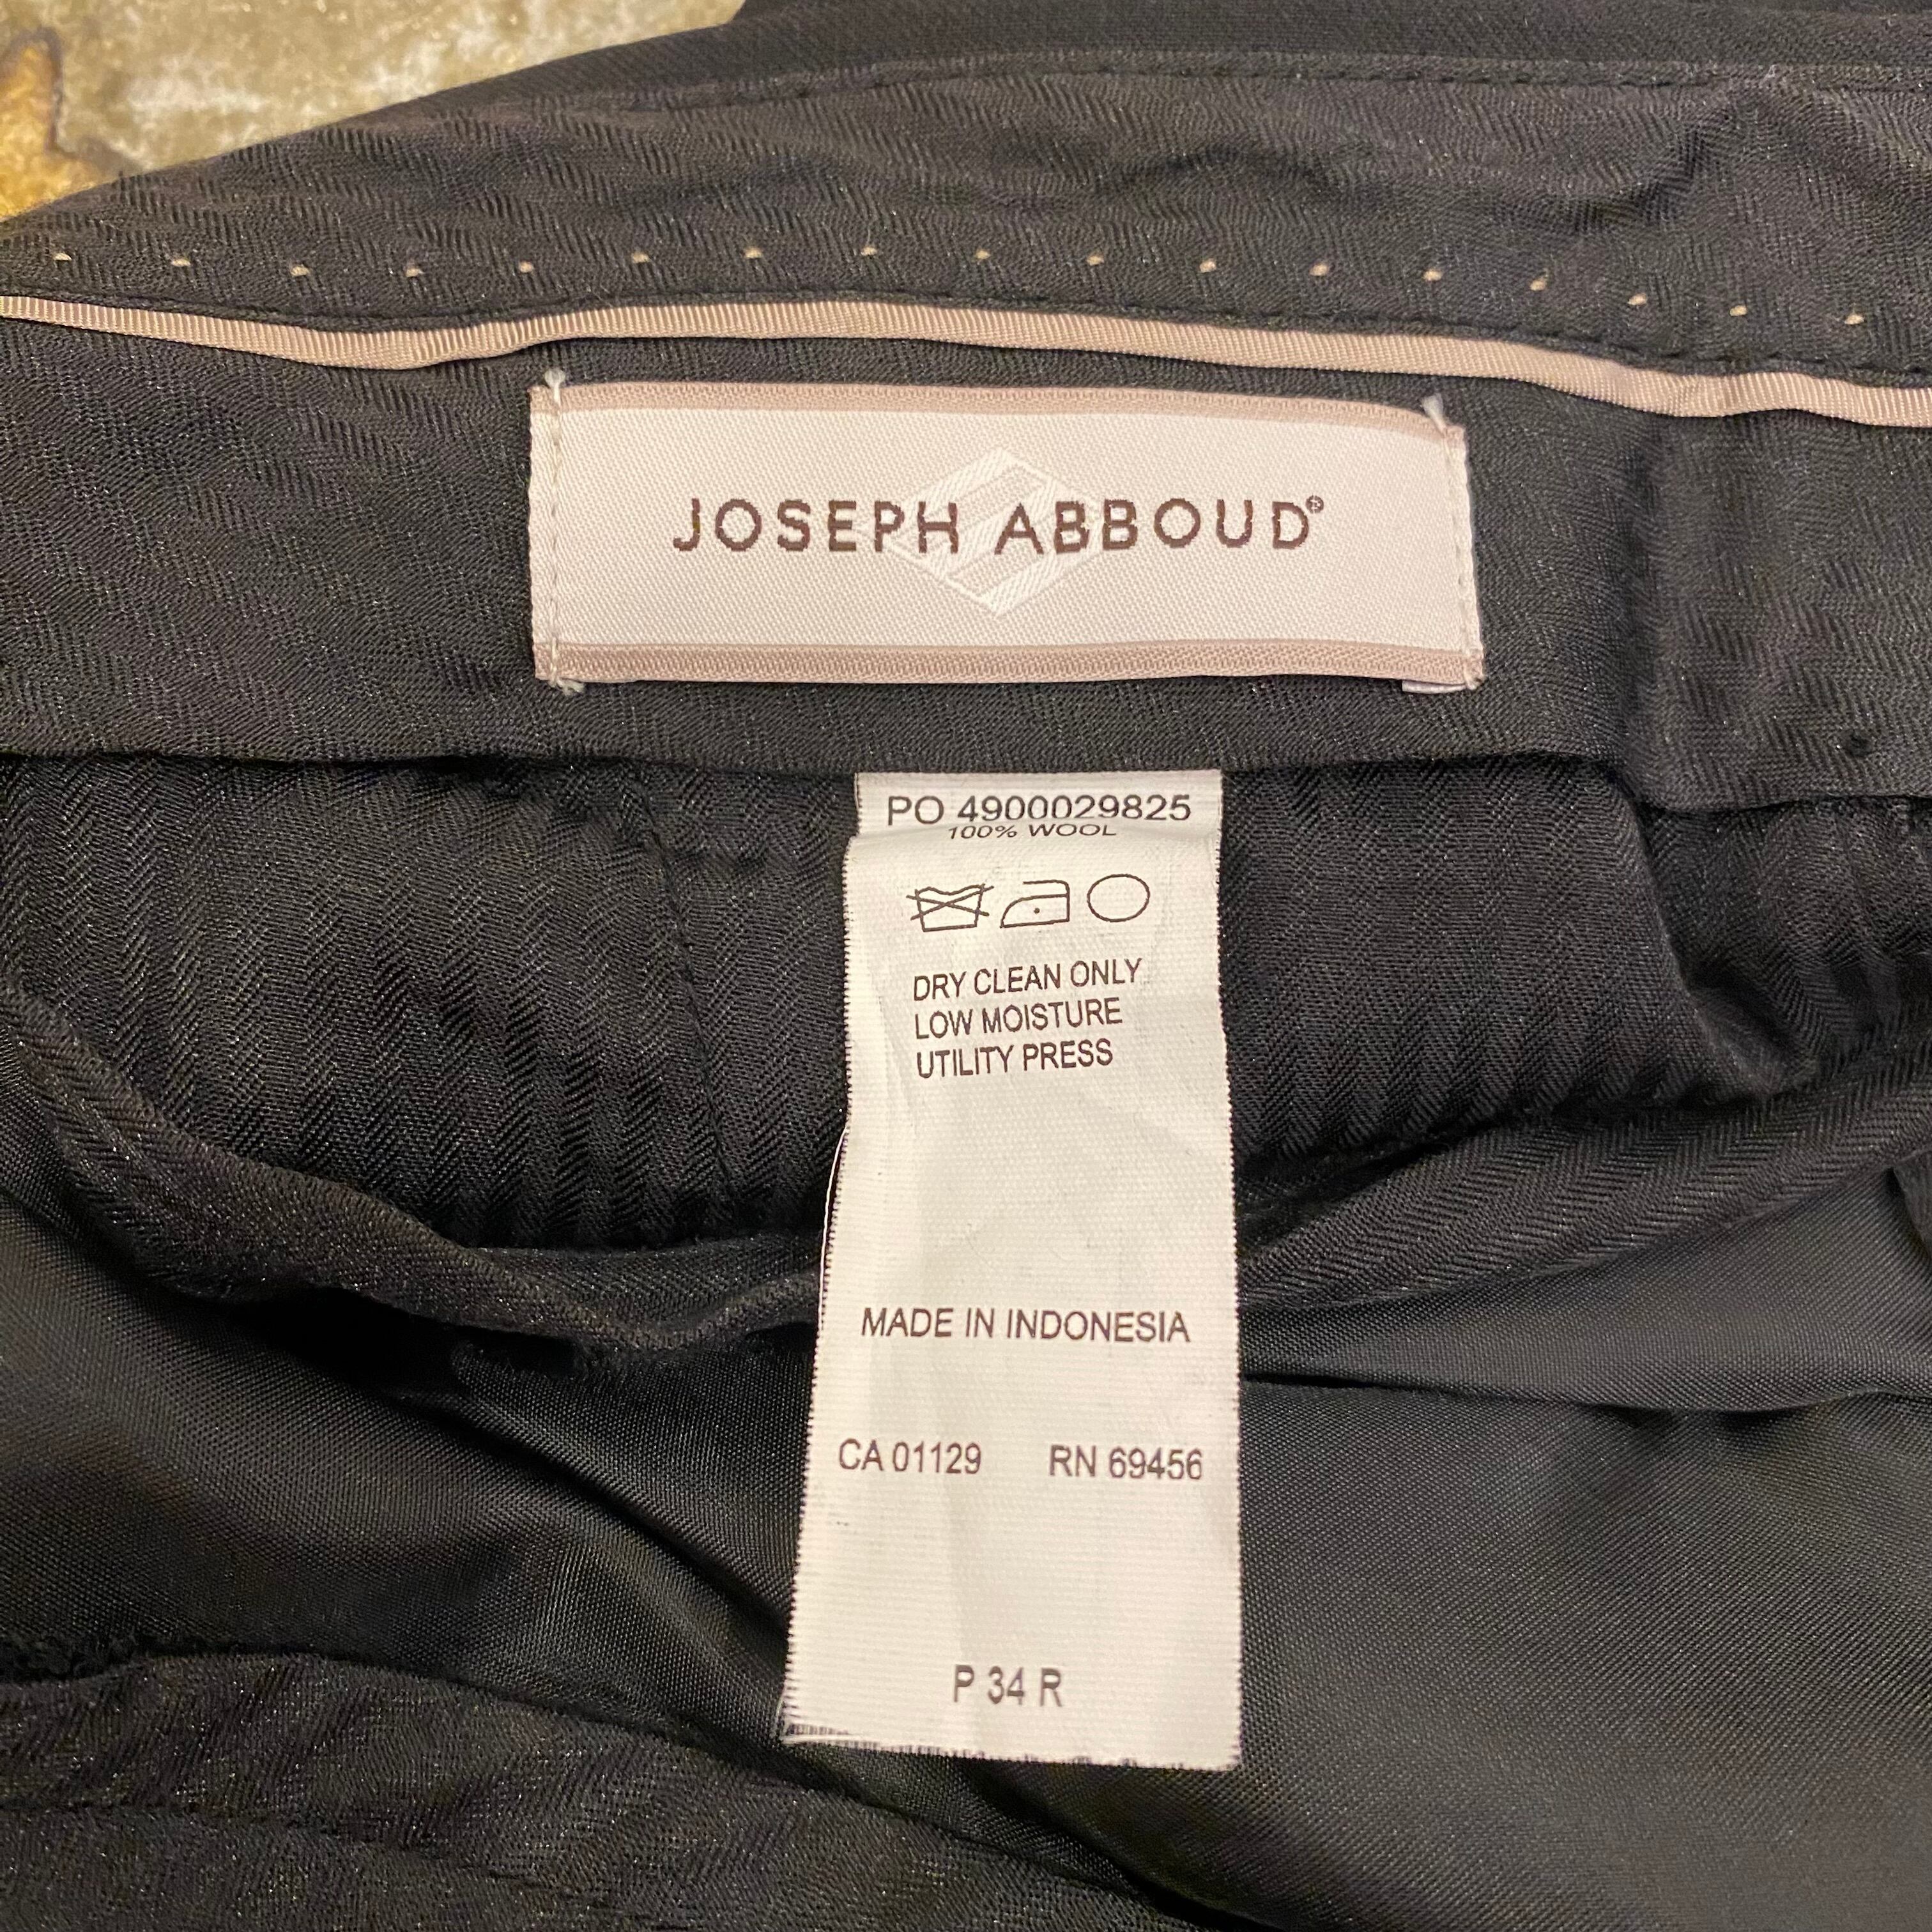 JOSEPH ABBOUD®
PO 4900029825
100% WOOL
DRY CLEAN ONLY
LOW MOISTURE
UTILITY PRESS
MADE IN INDONESIA
CA 01129 RN 69456
P 34 R